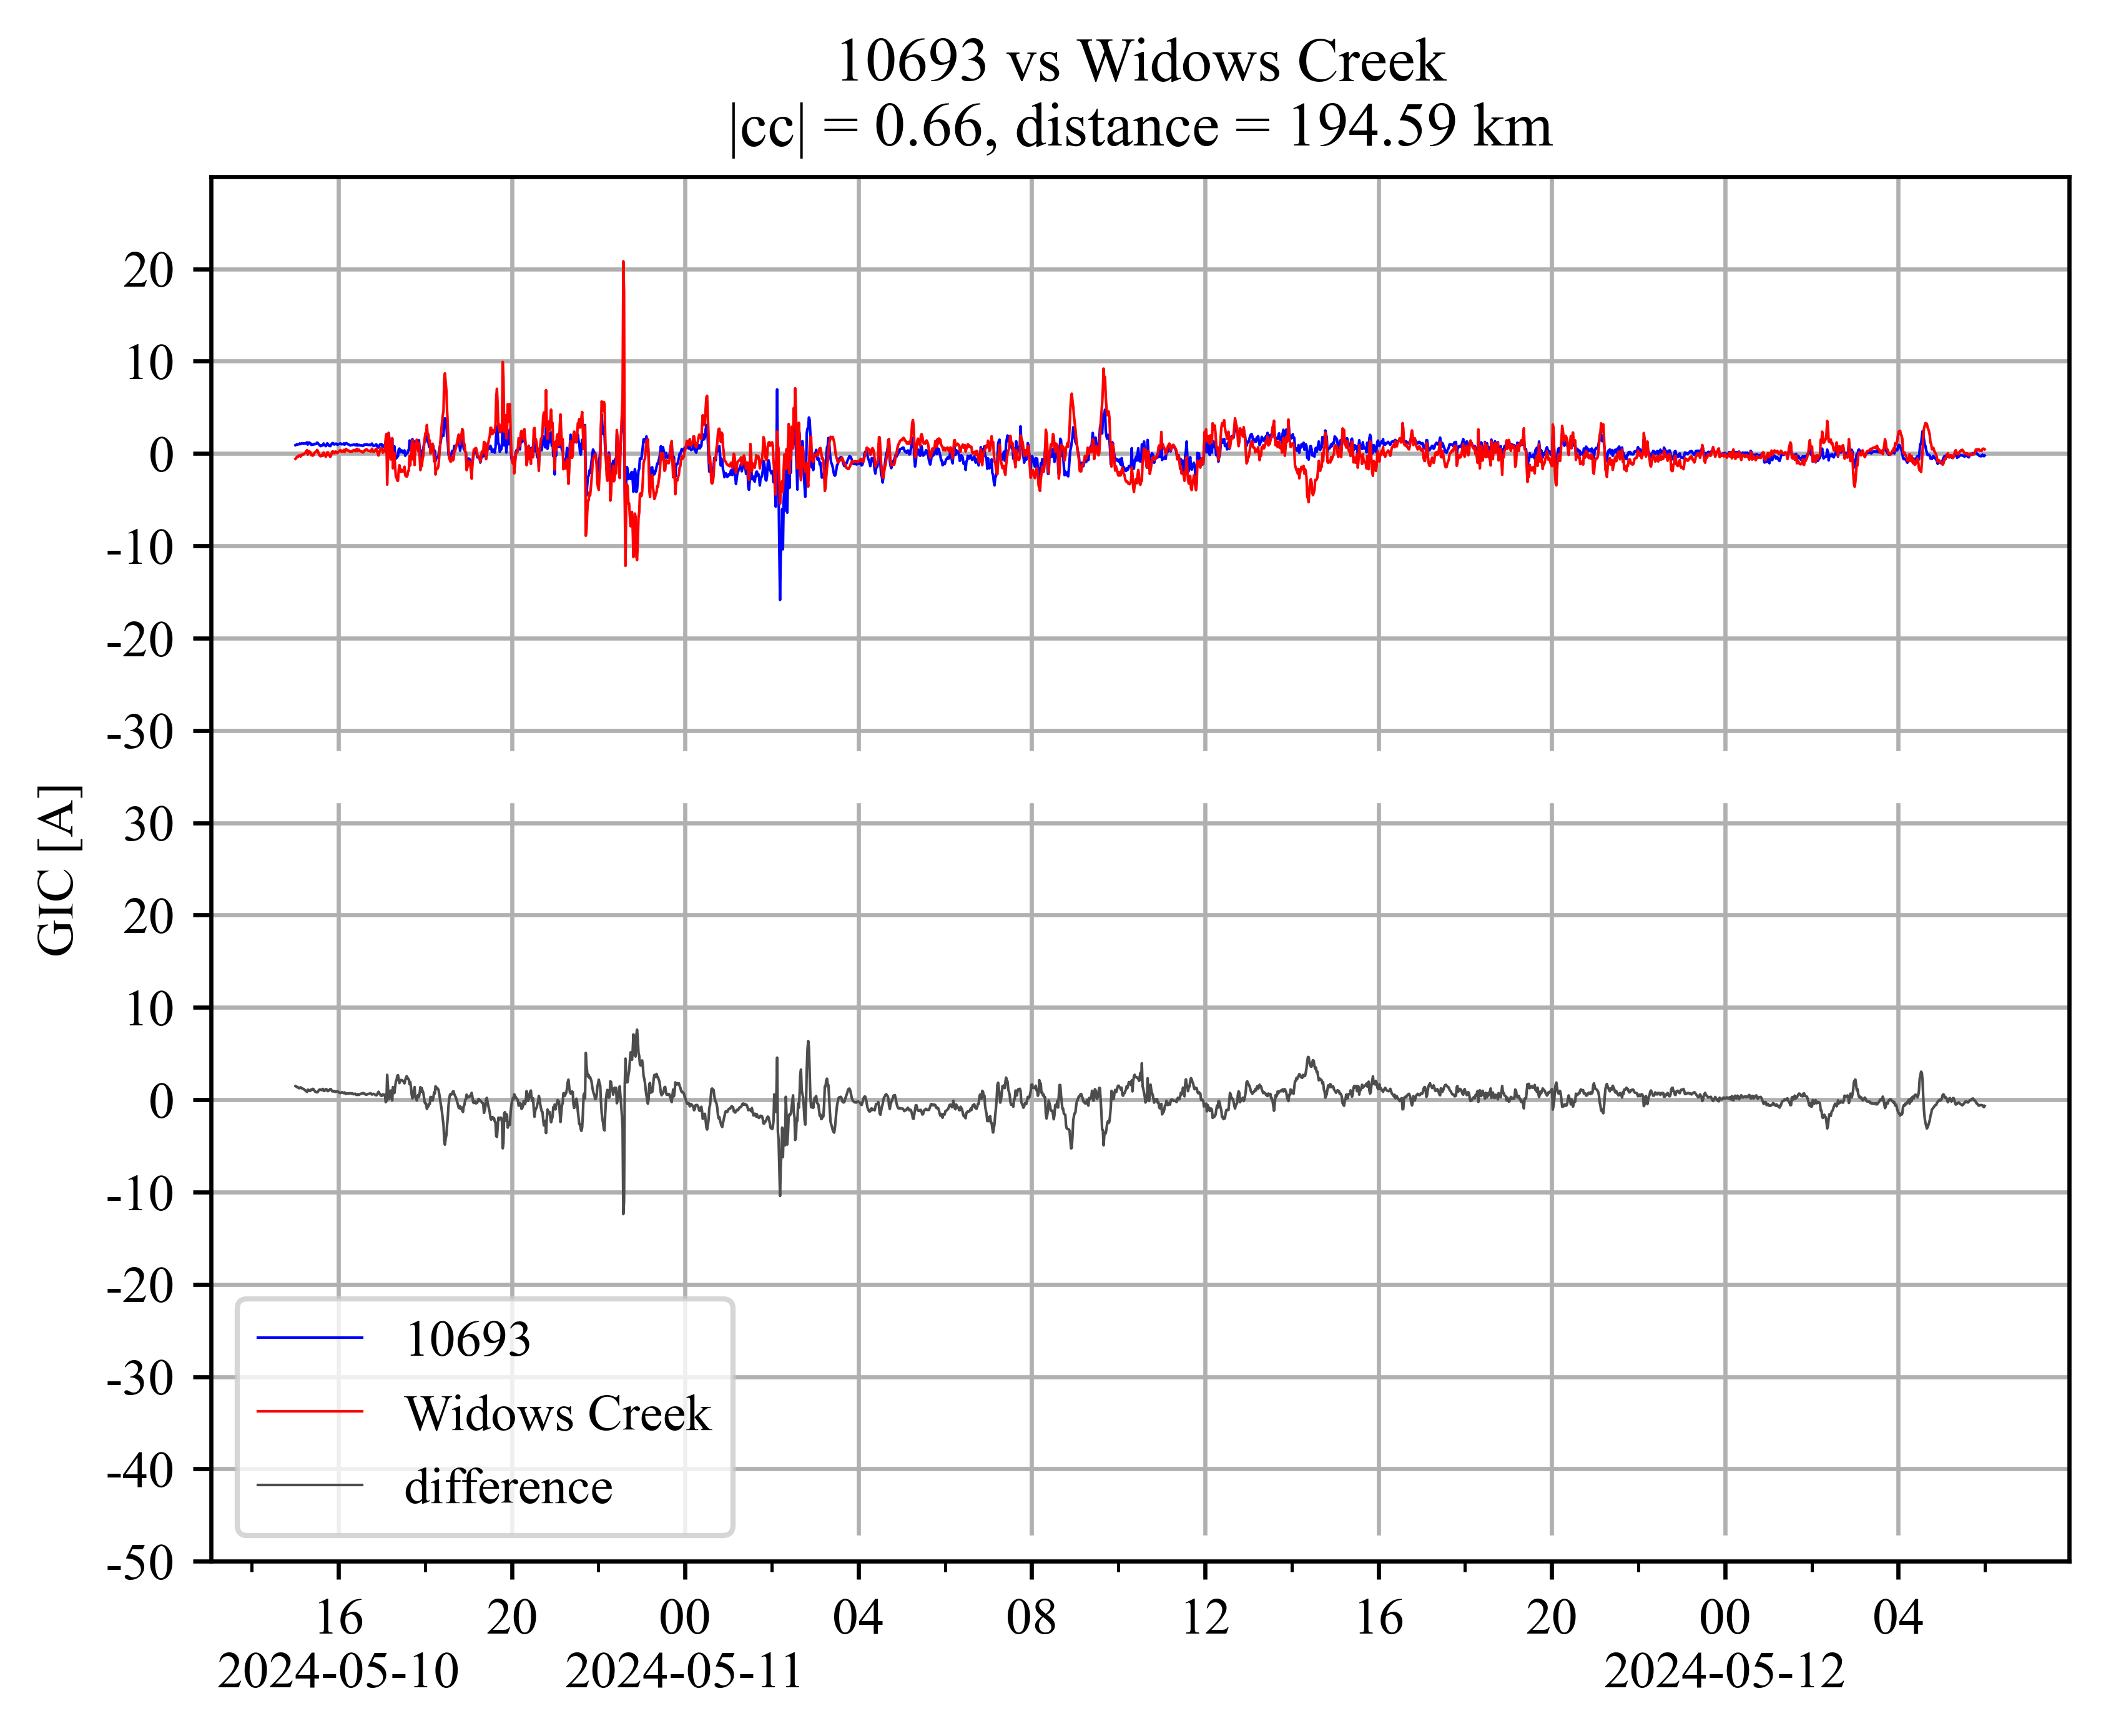 10693 vs Widows Creek
|cc| = 0.66, distance = 194.59 km
GIC [A]
20
10
0
-10
-20
-30
30
20
10
0
-10
-20
-30
-40
-50
10693
Widows Creek
difference
16 20 00 04 08 12 16 20 00 04
2024-05-10 2024-05-11 2024-05-12